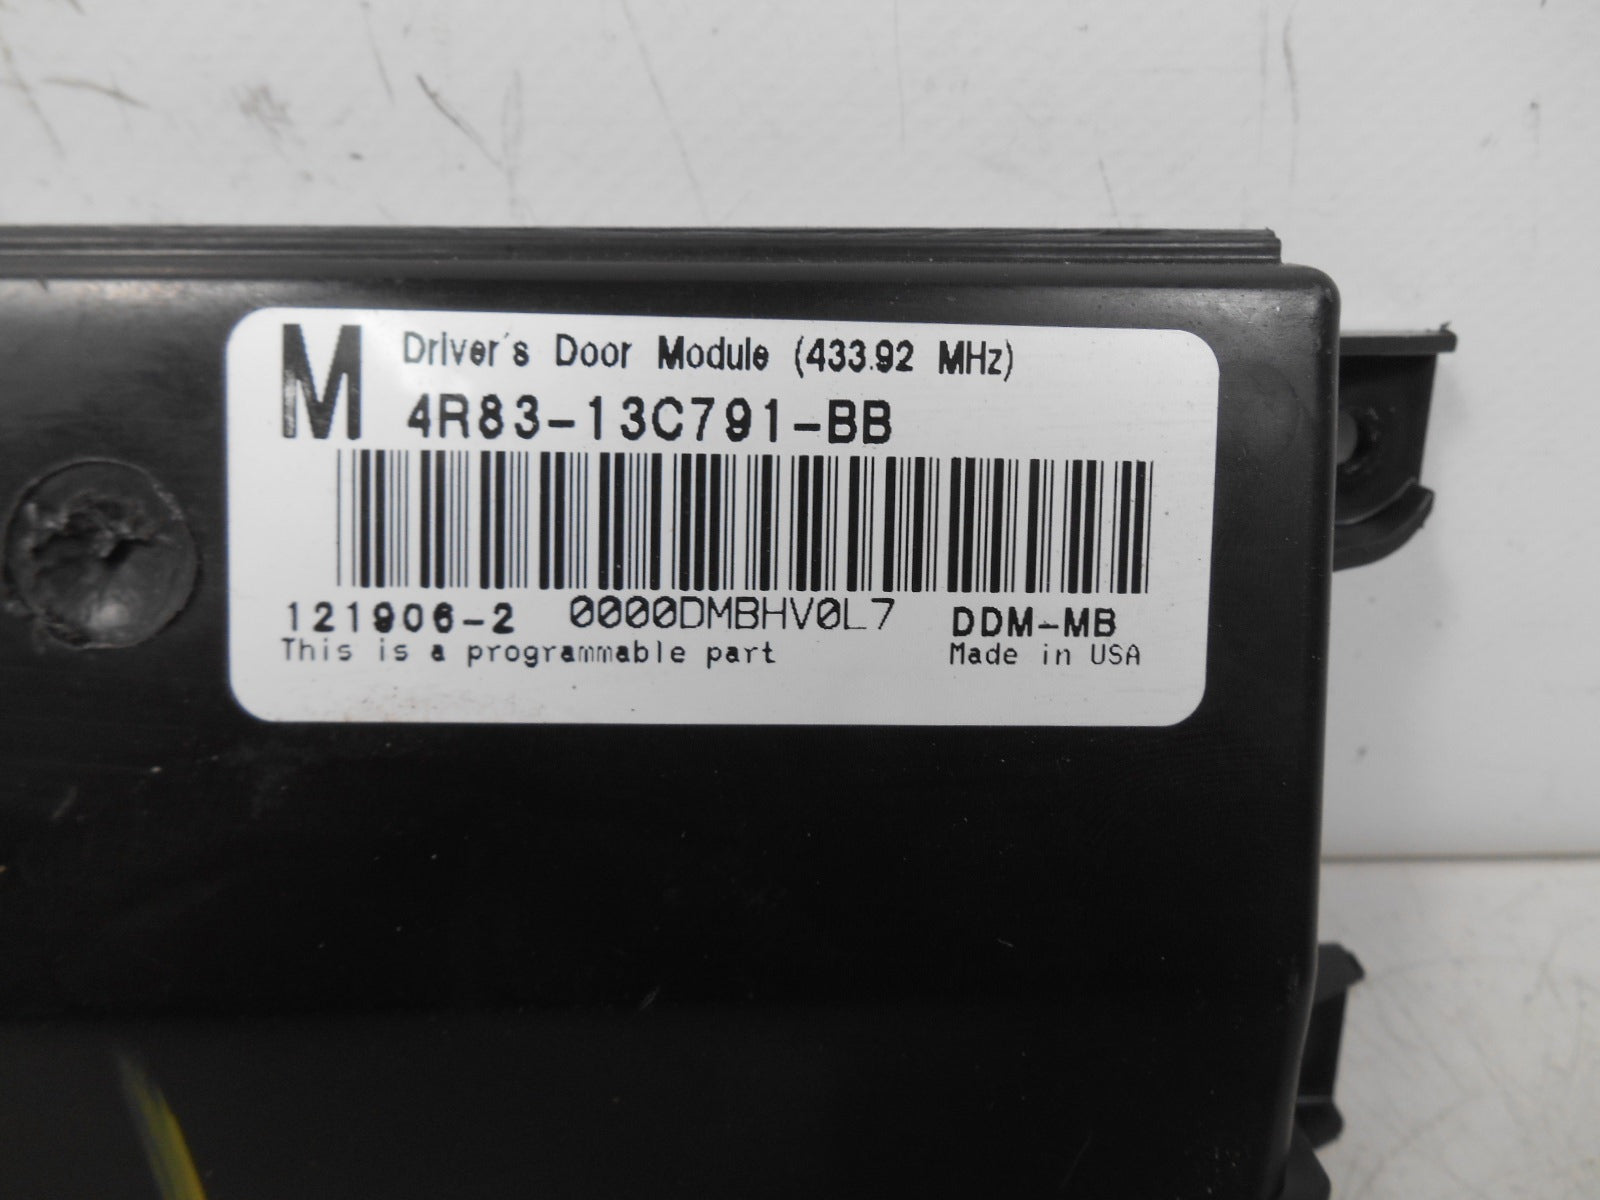 M Driver's Door Module (433.92 MHz)
4R83-13C791-BB
121906-2 0000DMBHV0L7 DDM-MB
This is a programmable part Made in USA